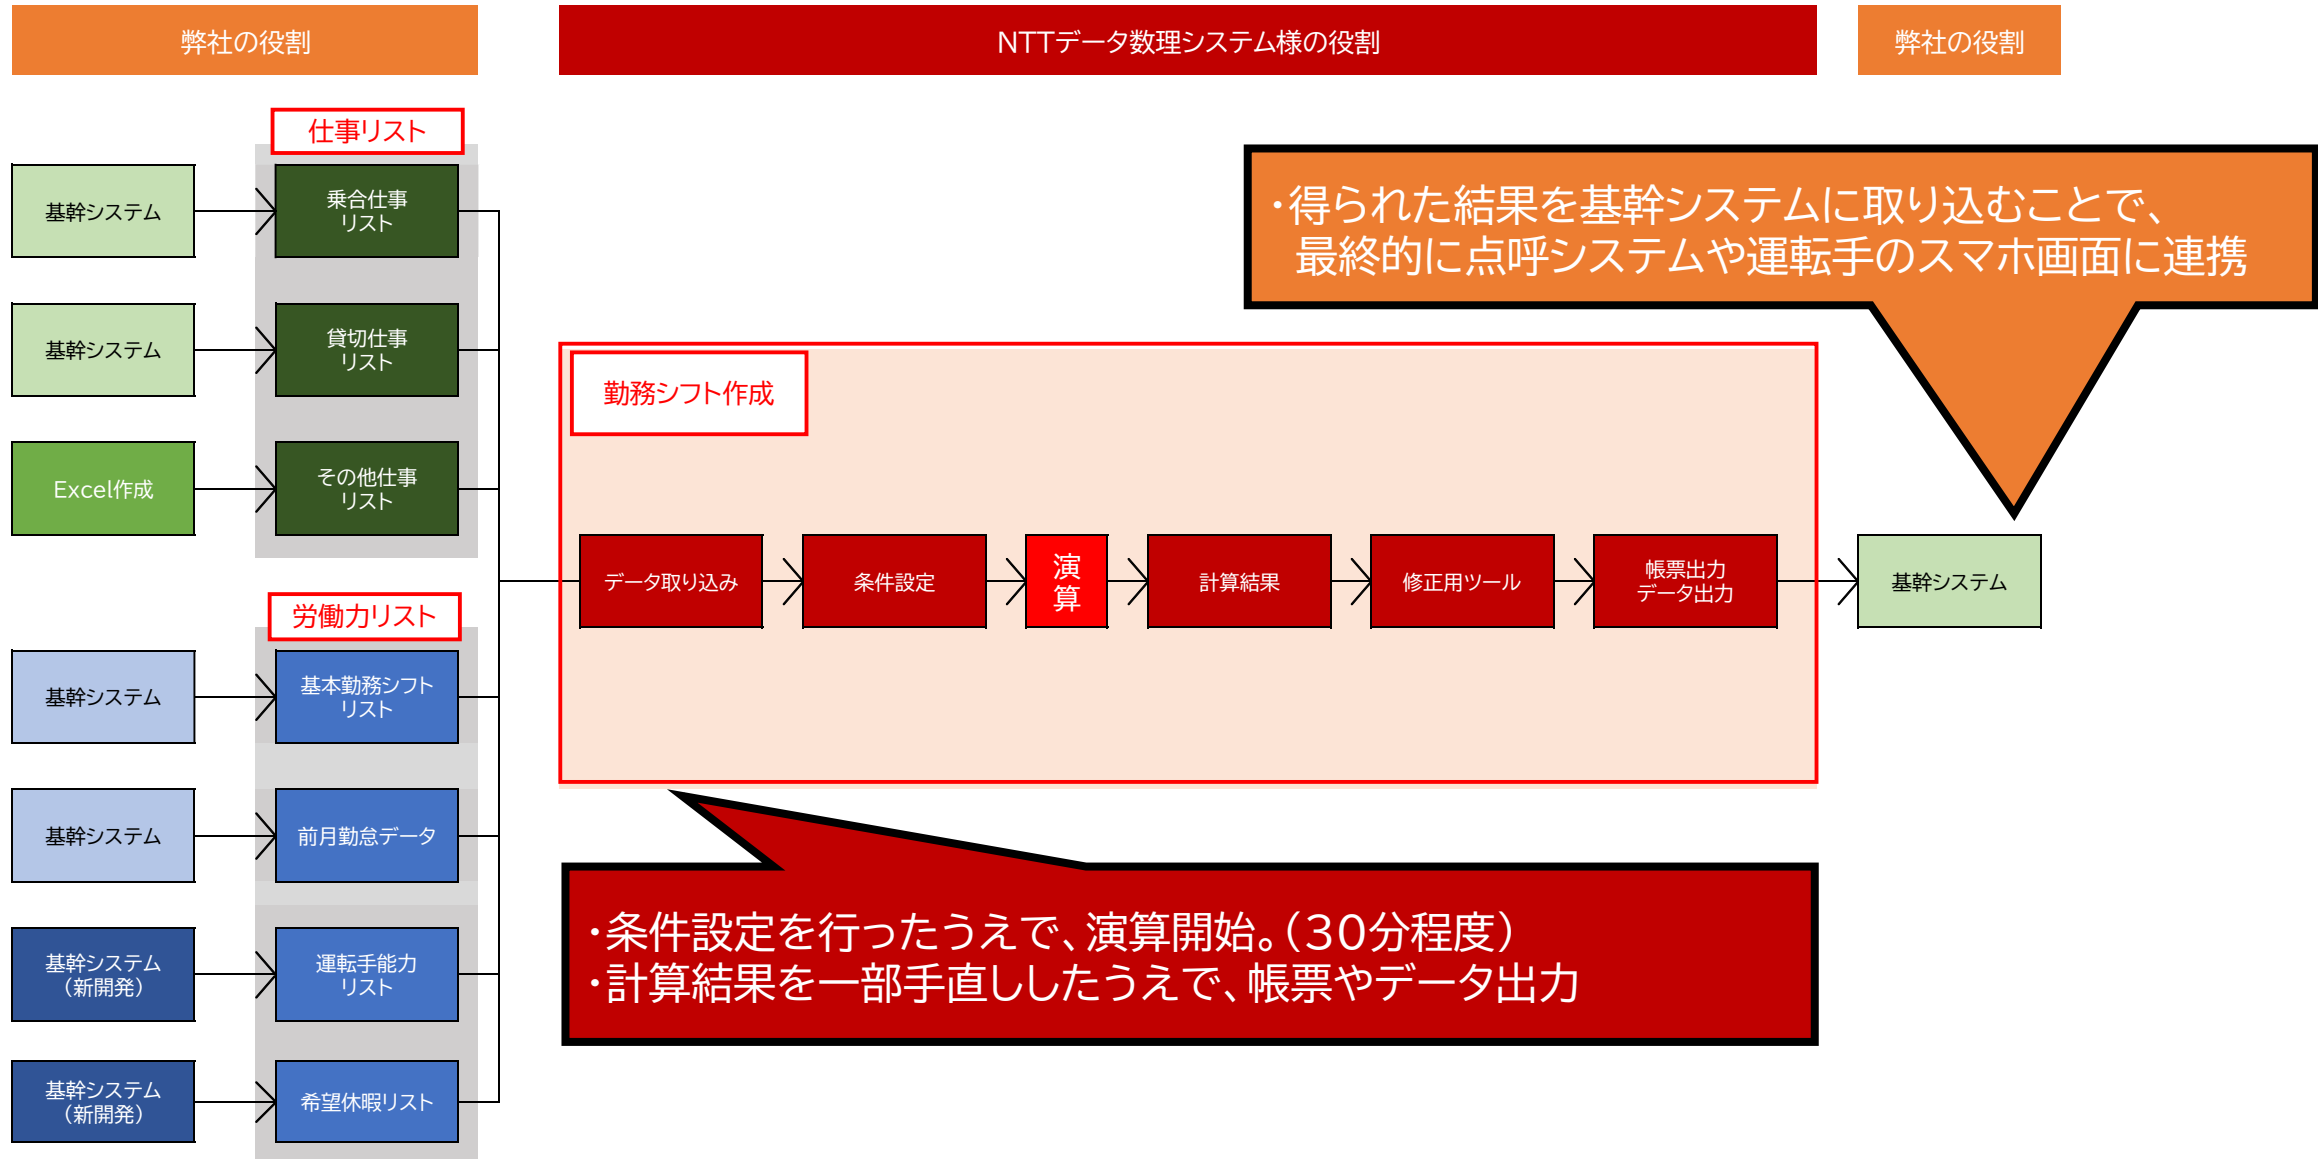 弊社の役割
NTTデータ数理システム様の役割
弊社の役割
仕事リスト
基幹システム
乗合仕事
リスト
基幹システム
貸切仕事
リスト
Excel作成
その他仕事
リスト
労働力リスト
基幹システム
基本勤務シフト
リスト
基幹システム
前月勤怠データ
基幹システム
（新開発）
運転手能力
リスト
基幹システム
（新開発）
希望休暇リスト
勤務シフト作成
データ取り込み
条件設定
演
算
計算結果
修正用ツール
帳票出力
データ出力
基幹システム
・得られた結果を基幹システムに取り込むことで、
最終的に点呼システムや運転手のスマホ画面に連携
・条件設定を行ったうえで、演算開始。（３０分程度）
・計算結果を一部手直ししたうえで、帳票やデータ出力